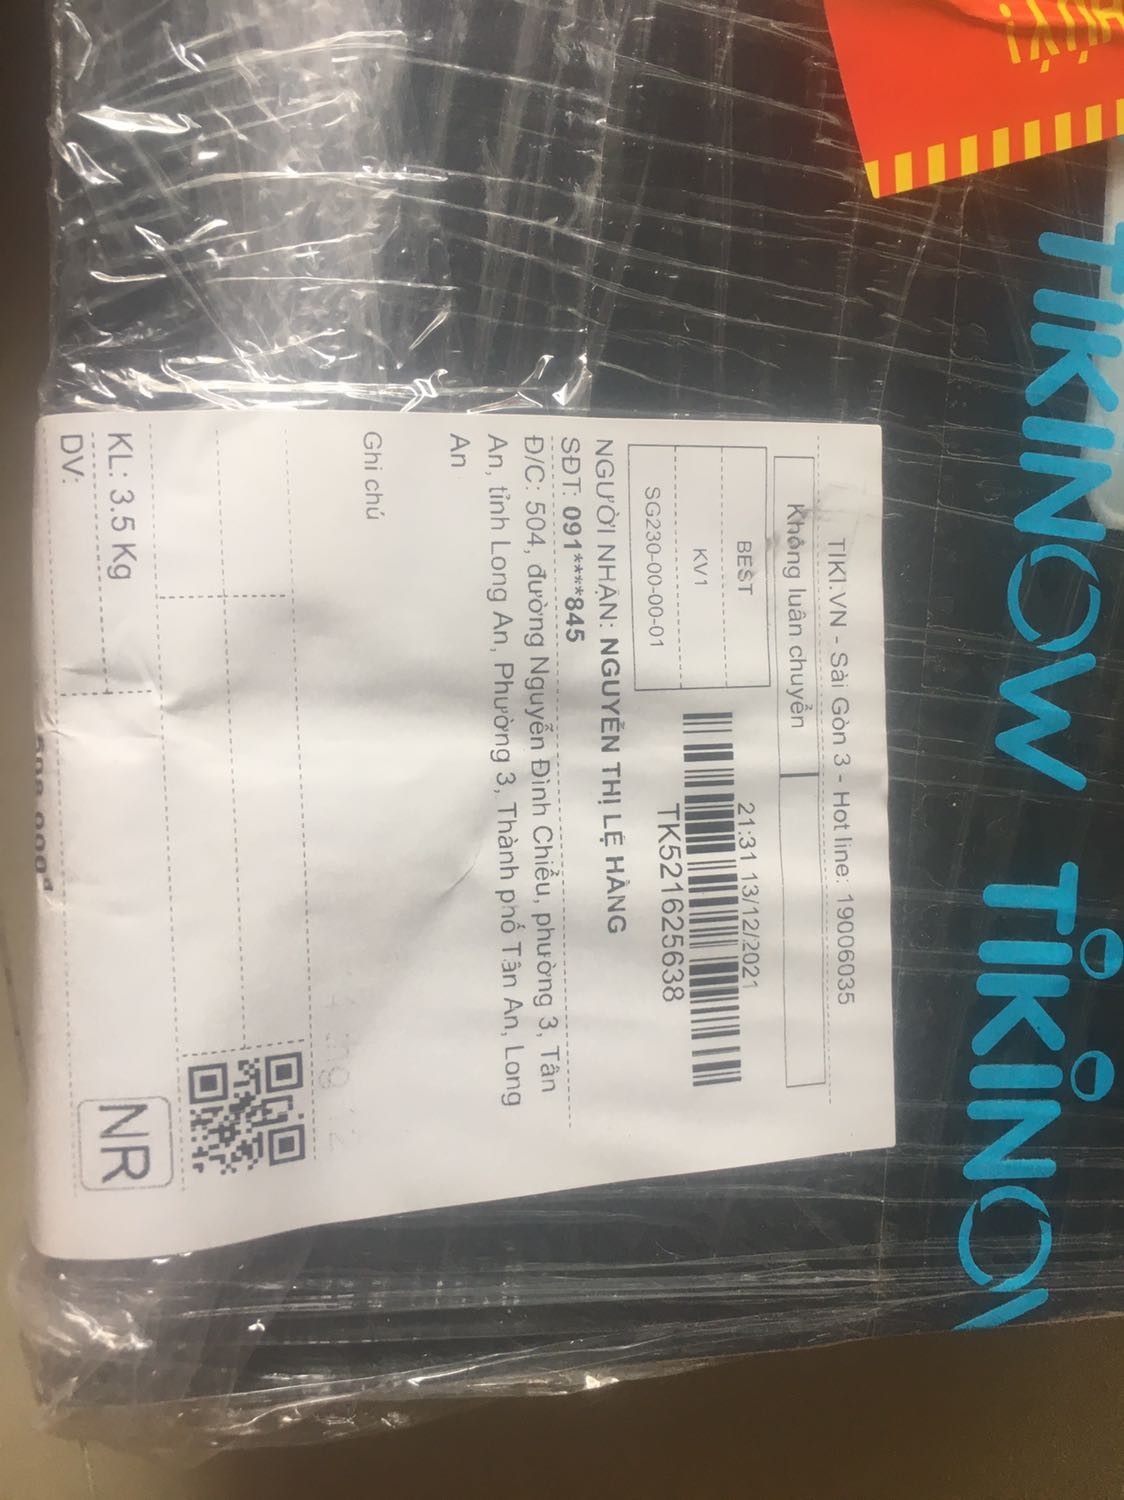 TIKI.VN - Sài Gòn 3 - Hot line: 19006035
Không luân chuyển
BEST
KV1
SG230-00-00-01
21:31 13/12/2021
TK521625638
NGƯỜI NHẬN: NGUYỄN THỊ LỆ HẰNG
SĐT: 091****845
Đ/C: 504, đường Nguyễn Đình Chiểu, phường 3, Tân
An, tỉnh Long An, Phường 3, Thành phố Tân An, Long
An
Ghi chú
KL: 3.5 Kg
DV:
NR
TIKINOW TIKINOW
Ý!